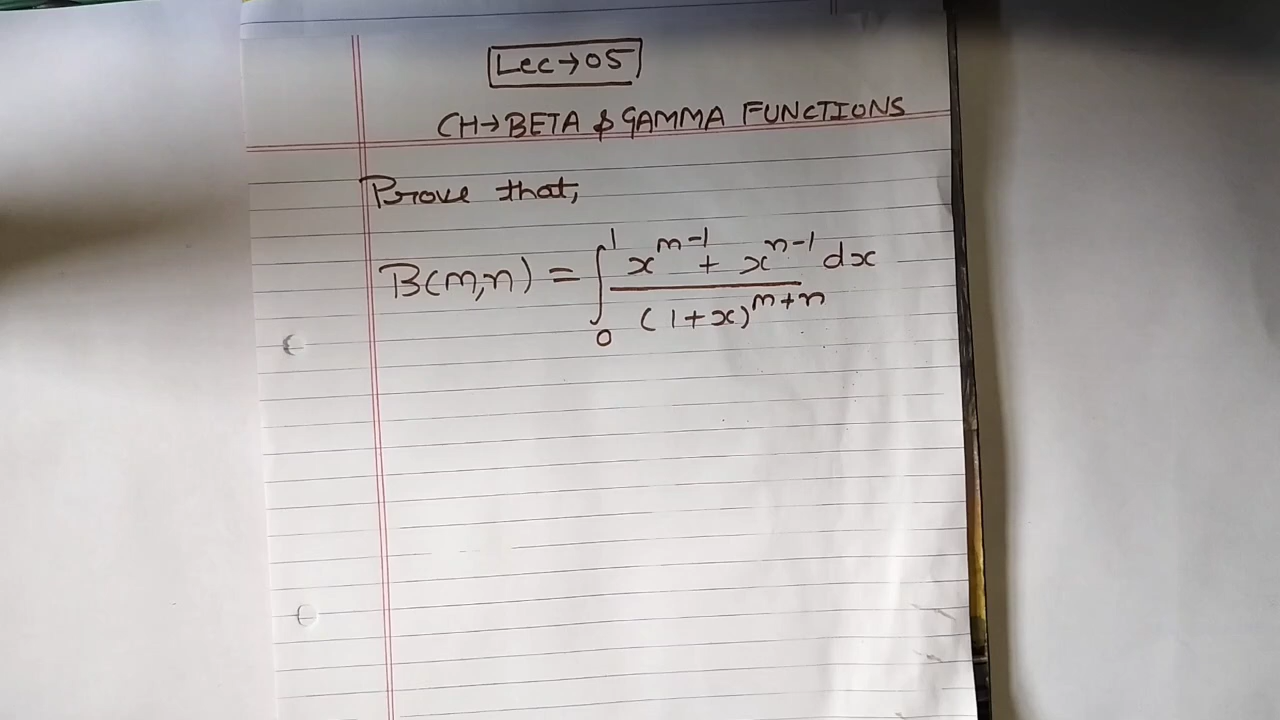 Lec→05
CH→BETA & GAMMA FUNCTIONS
Prove that,
B(m,n) = ∫₀¹ (x^(m-1) + x^(n-1))/(1+x)^(m+n) dx